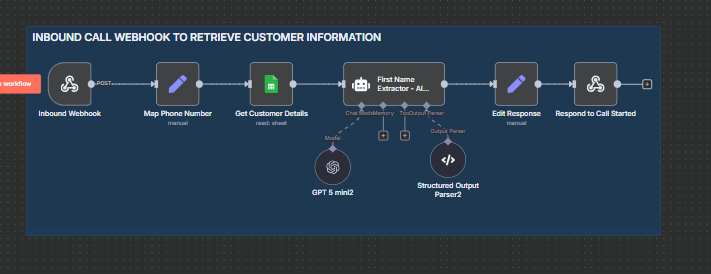 INBOUND CALL WEBHOOK TO RETRIEVE CUSTOMER INFORMATION
workflow
POST
First Name
Extractor - AI...
Inbound Webhook
Map Phone Number
manual
Get Customer Details
read: sheet
Chat Model
Memory
Tool
Output Parser
Edit Response
manual
Respond to Call Started
Model
Output Parser
GPT 5 mini2
Structured Output
Parser2